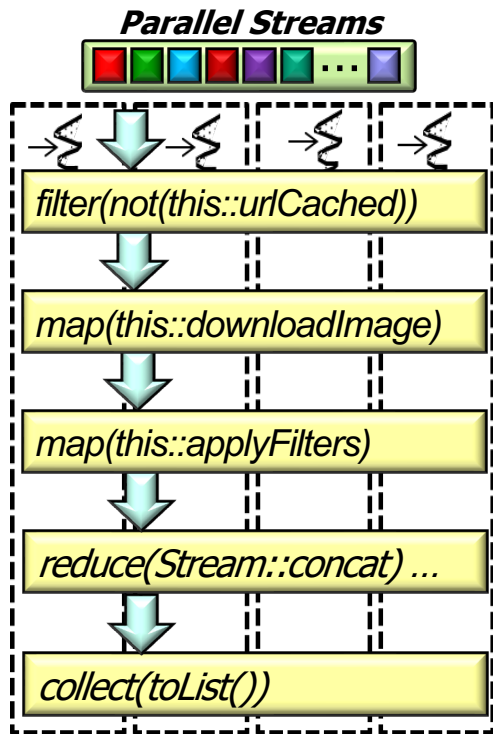 Parallel Streams
...
filter(not(this::urlCached))
map(this::downloadImage)
map(this::applyFilters)
reduce(Stream::concat) ...
collect(toList())